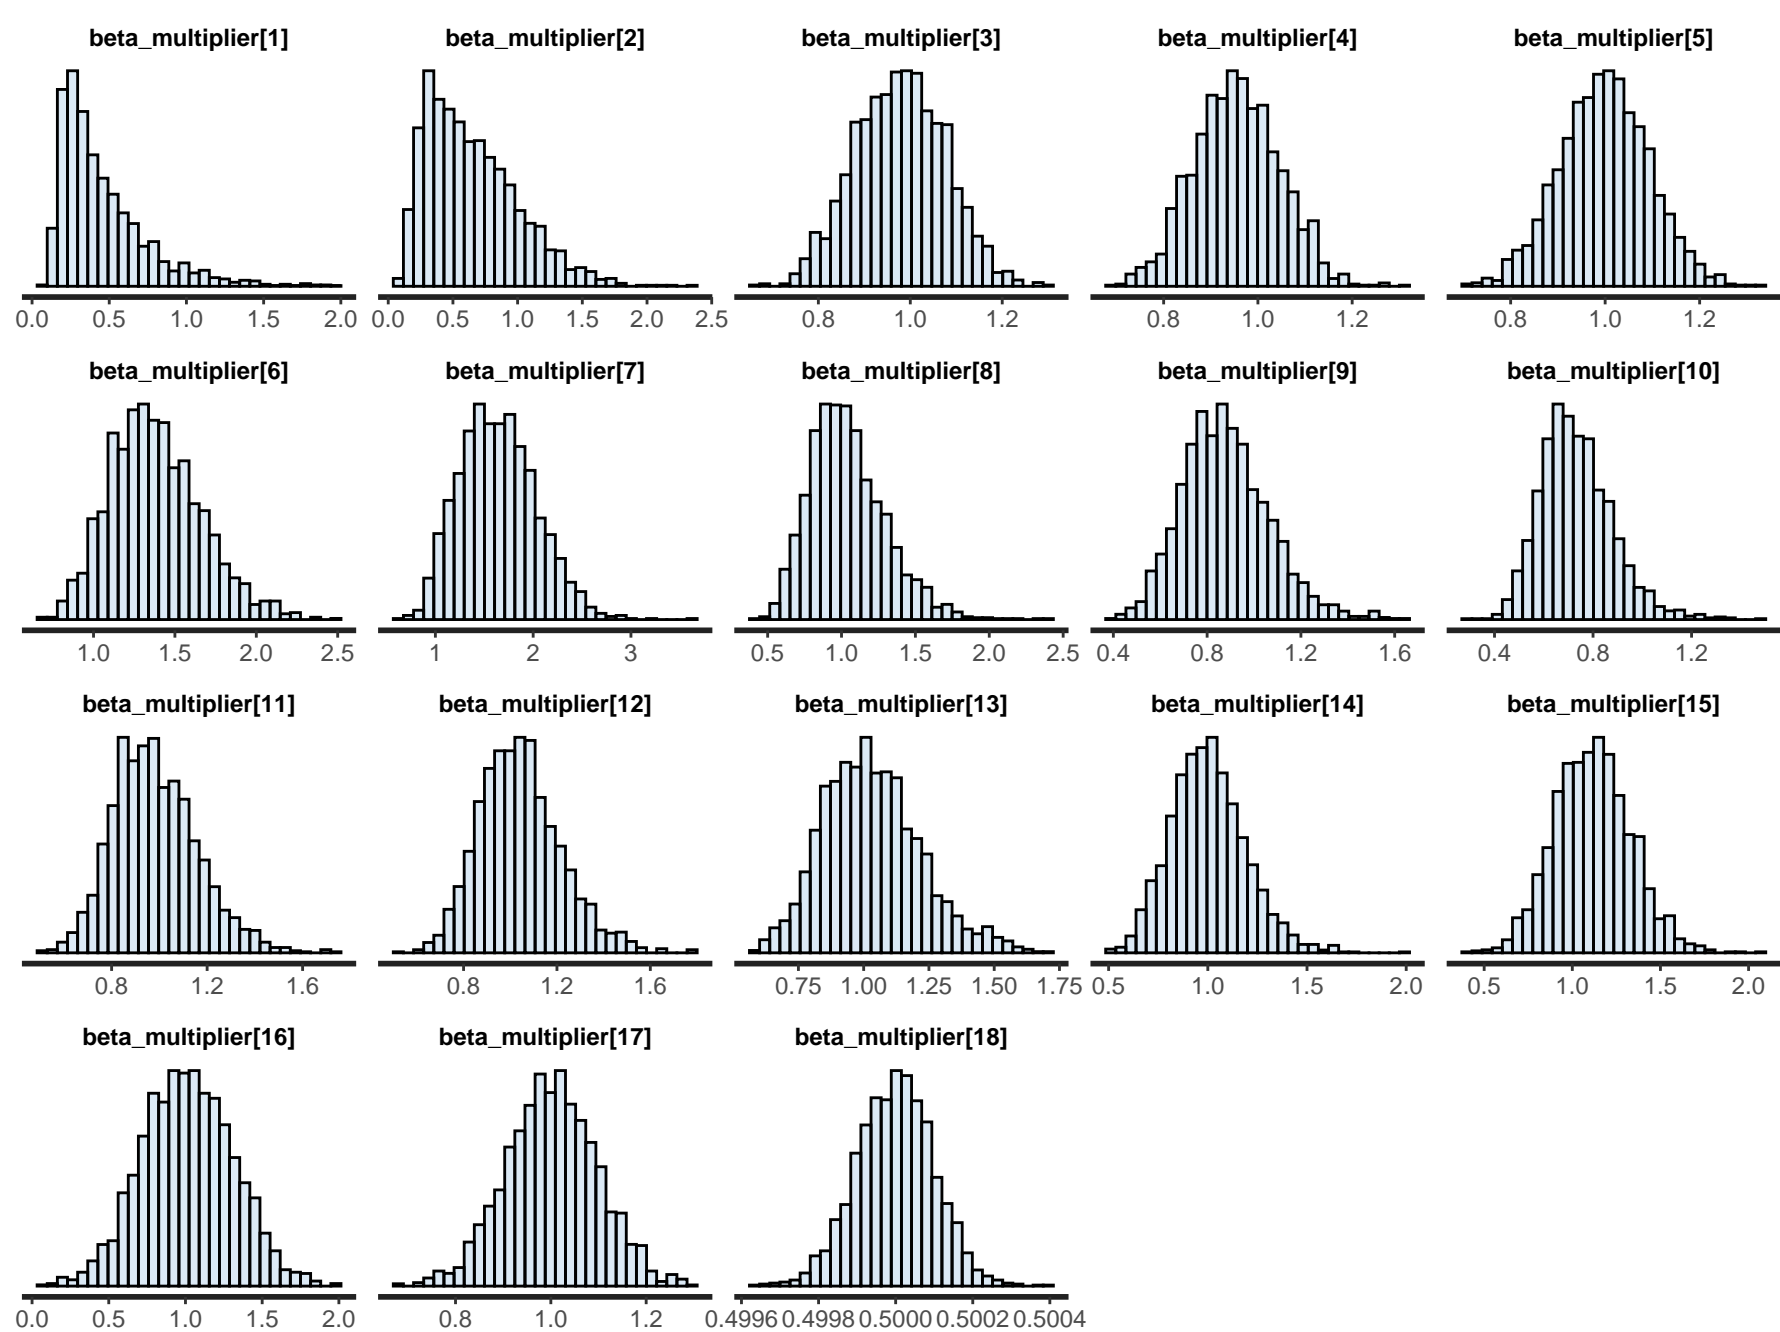 beta_multiplier[1] beta_multiplier[2] beta_multiplier[3] beta_multiplier[4] beta_multiplier[5]
0.0 0.5 1.0 1.5 2.0 0.0 0.5 1.0 1.5 2.0 2.5 0.8 1.0 1.2 0.8 1.0 1.2 0.8 1.0 1.2
beta_multiplier[6] beta_multiplier[7] beta_multiplier[8] beta_multiplier[9] beta_multiplier[10]
1.0 1.5 2.0 2.5 1 2 3 0.5 1.0 1.5 2.0 2.5 0.4 0.8 1.2 1.6 0.4 0.8 1.2
beta_multiplier[11] beta_multiplier[12] beta_multiplier[13] beta_multiplier[14] beta_multiplier[15]
0.8 1.2 1.6 0.8 1.2 1.6 0.75 1.00 1.25 1.50 1.75 0.5 1.0 1.5 2.0 0.5 1.0 1.5 2.0
beta_multiplier[16] beta_multiplier[17] beta_multiplier[18]
0.0 0.5 1.0 1.5 2.0 0.8 1.0 1.2 0.4996 0.4998 0.5000 0.5002 0.5004